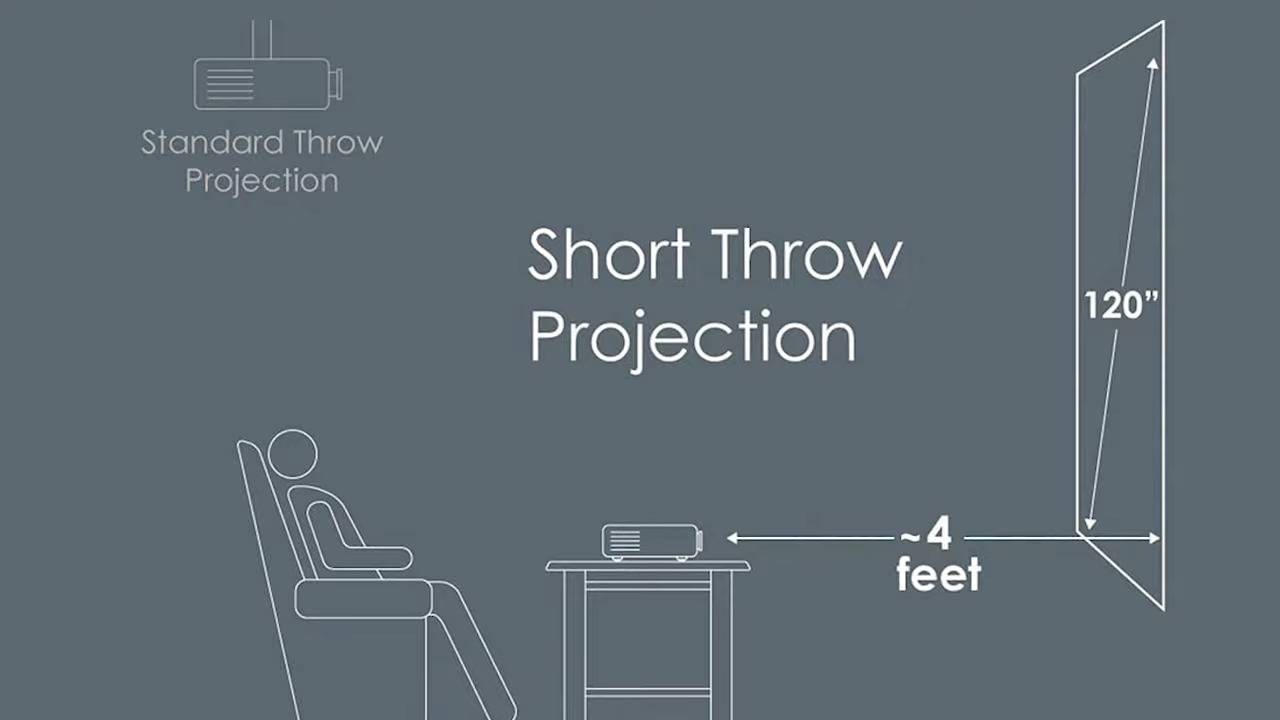 Standard Throw
Projection
Short Throw
Projection
120”
~4
feet